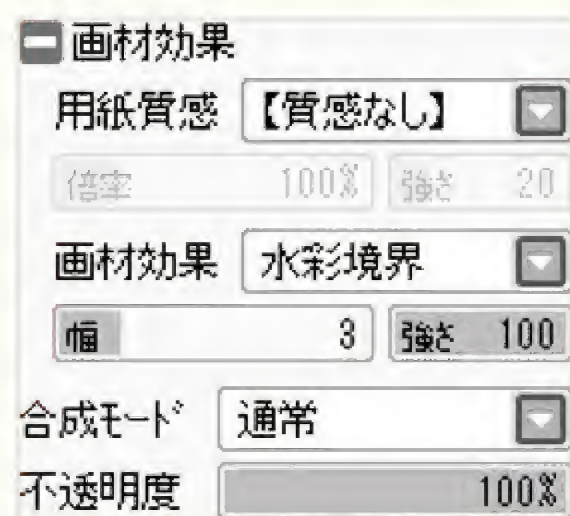 画材効果
用紙質感 【質感なし】
倍率 100% 強さ 20
画材効果 水彩境界
幅 3 強さ 100
合成モード 通常
不透明度 100%